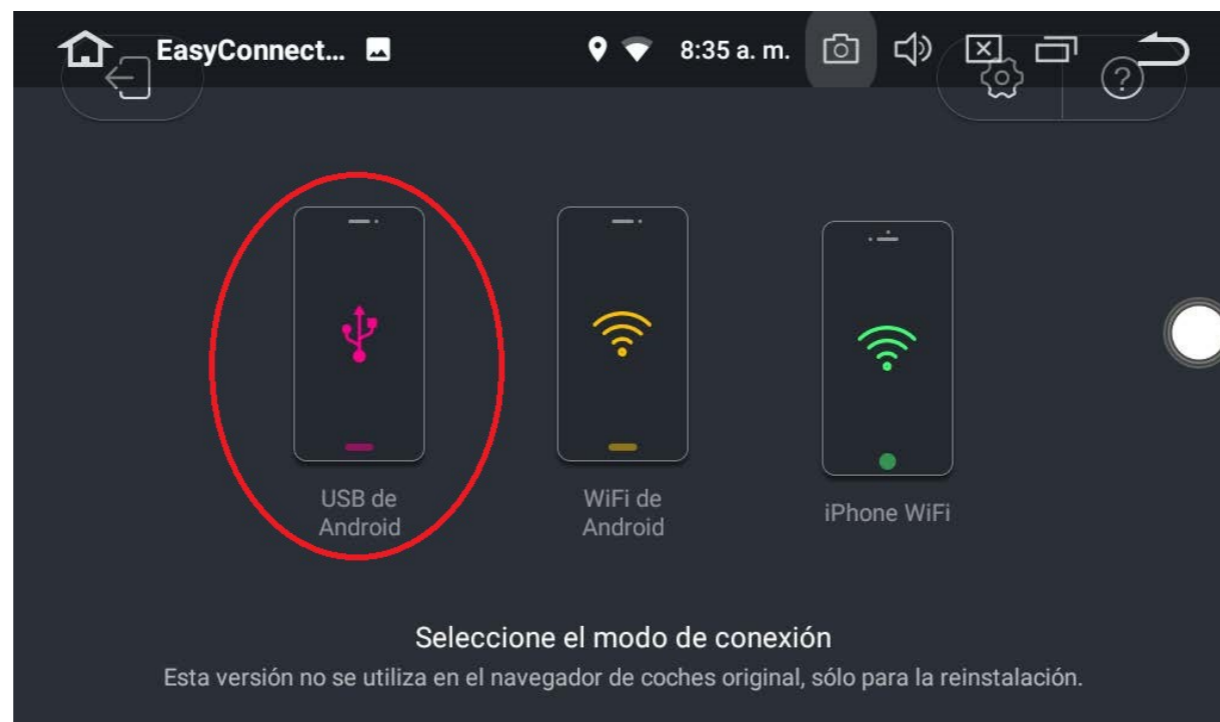 EasyConnect... 8:35 a. m.
?
USB de
Android
WiFi de
Android
iPhone WiFi
Seleccione el modo de conexión
Esta versión no se utiliza en el navegador de coches original, sólo para la reinstalación.